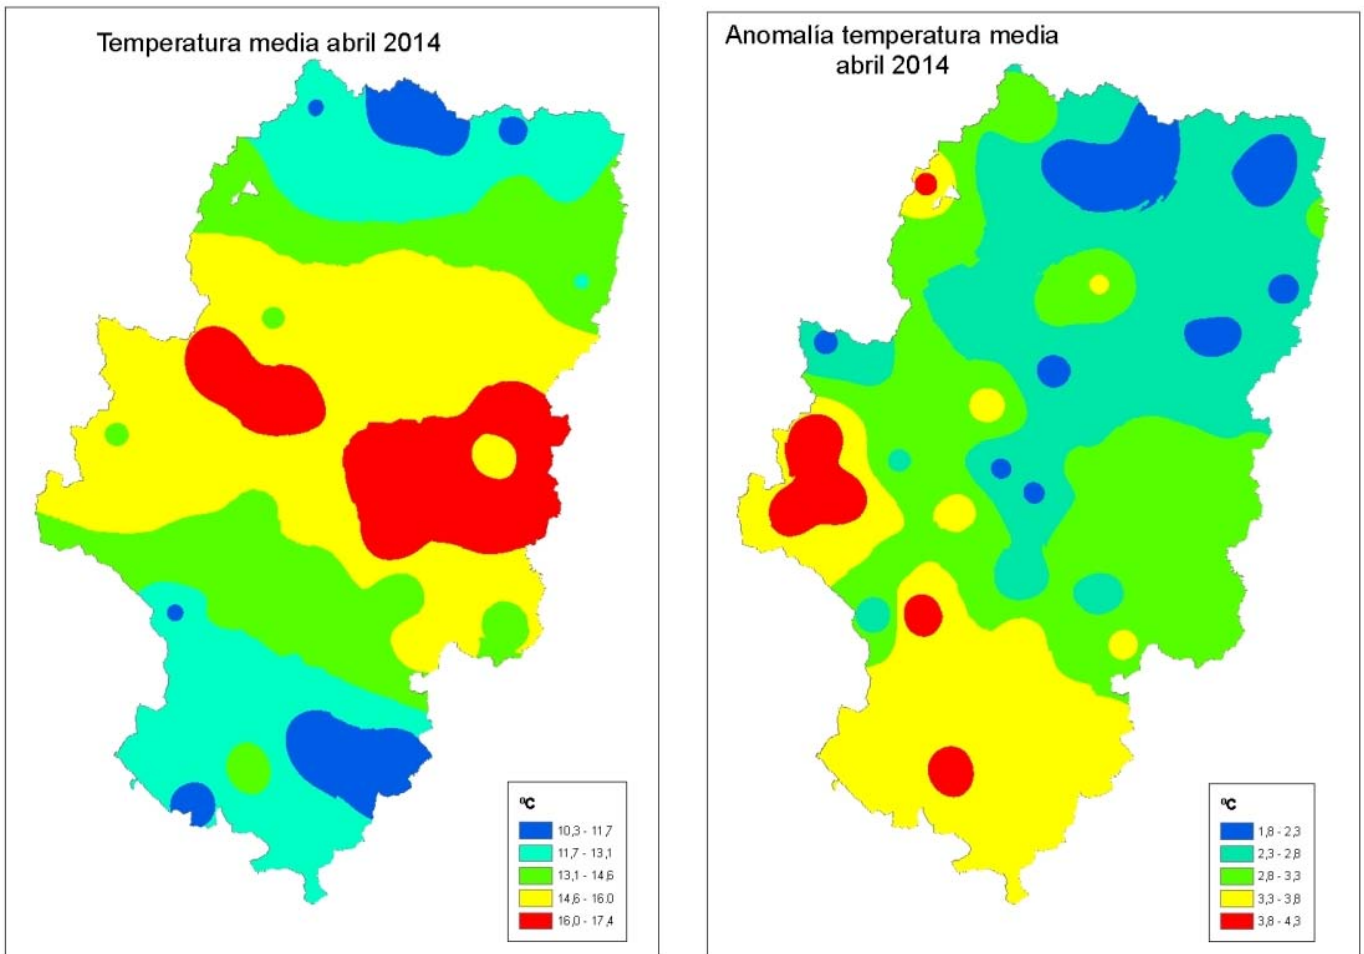 Temperatura media abril 2014
ºC
10,3 - 11,7
11,7 - 13,1
13,1 - 14,6
14,6 - 16,0
16,0 - 17,4
Anomalía temperatura media
abril 2014
ºC
1,8 - 2,3
2,3 - 2,8
2,8 - 3,3
3,3 - 3,8
3,8 - 4,3